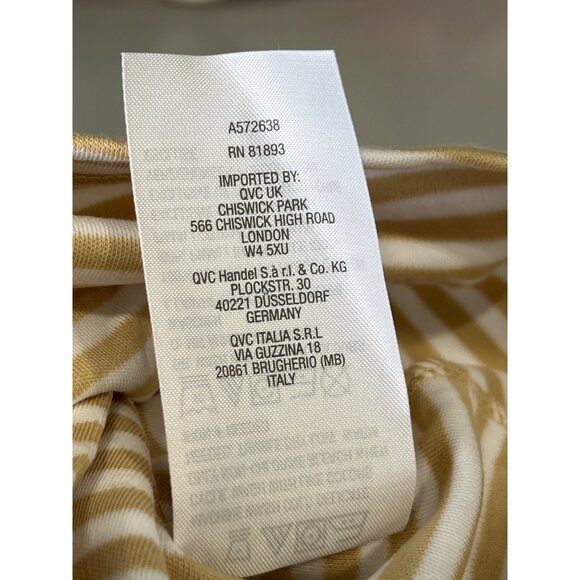 A572638
RN 81893
IMPORTED BY:
QVC UK
CHISWICK PARK
566 CHISWICK HIGH ROAD
LONDON
W4 5XU
QVC Handel S.à r.l. & Co. KG
PLOCKSTR. 30
40221 DÜSSELDORF
GERMANY
QVC ITALIA S.R.L
VIA GUZZINA 18
20861 BRUGHERIO (MB)
ITALY